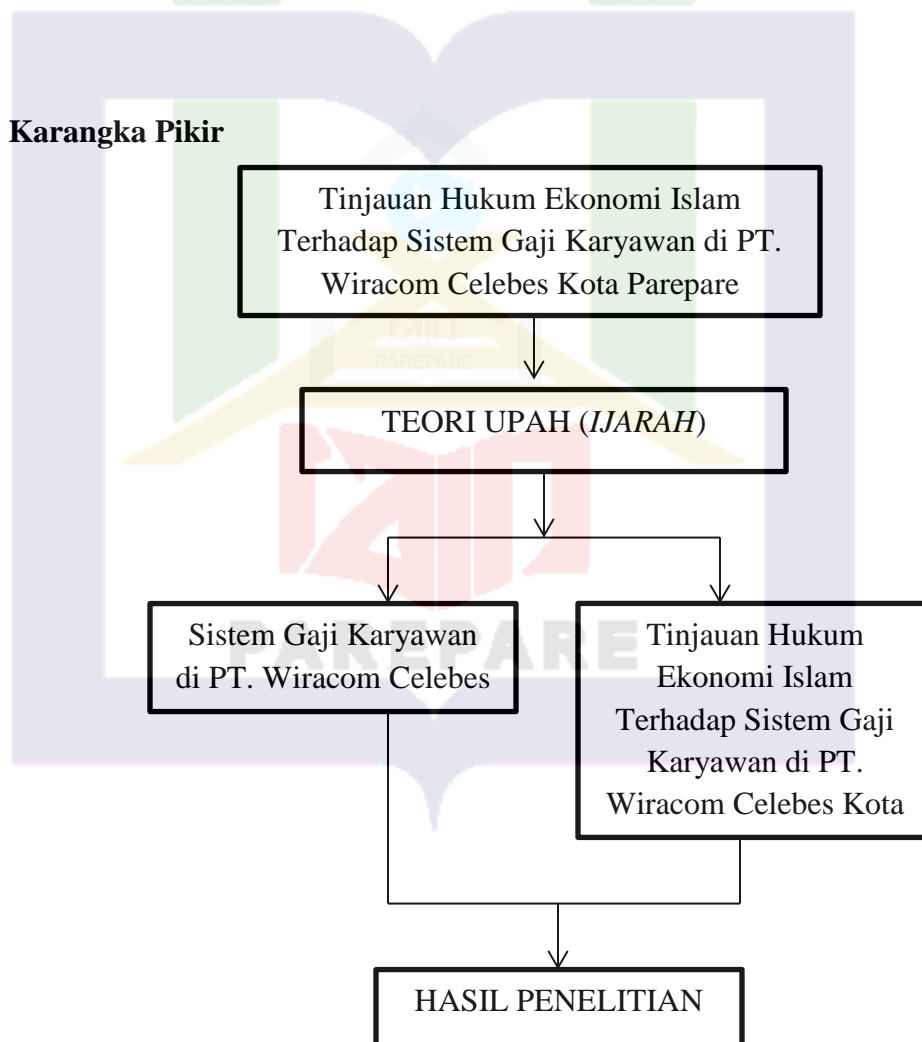 Karangka Pikir
Tinjauan Hukum Ekonomi Islam
Terhadap Sistem Gaji Karyawan di PT.
Wiracom Celebes Kota Parepare
PAREPARE
TEORI UPAH (IJARAH)
Sistem Gaji Karyawan
di PT. Wiracom Celebes
Tinjauan Hukum
Ekonomi Islam
Terhadap Sistem Gaji
Karyawan di PT.
Wiracom Celebes Kota
PAREPARE
HASIL PENELITIAN